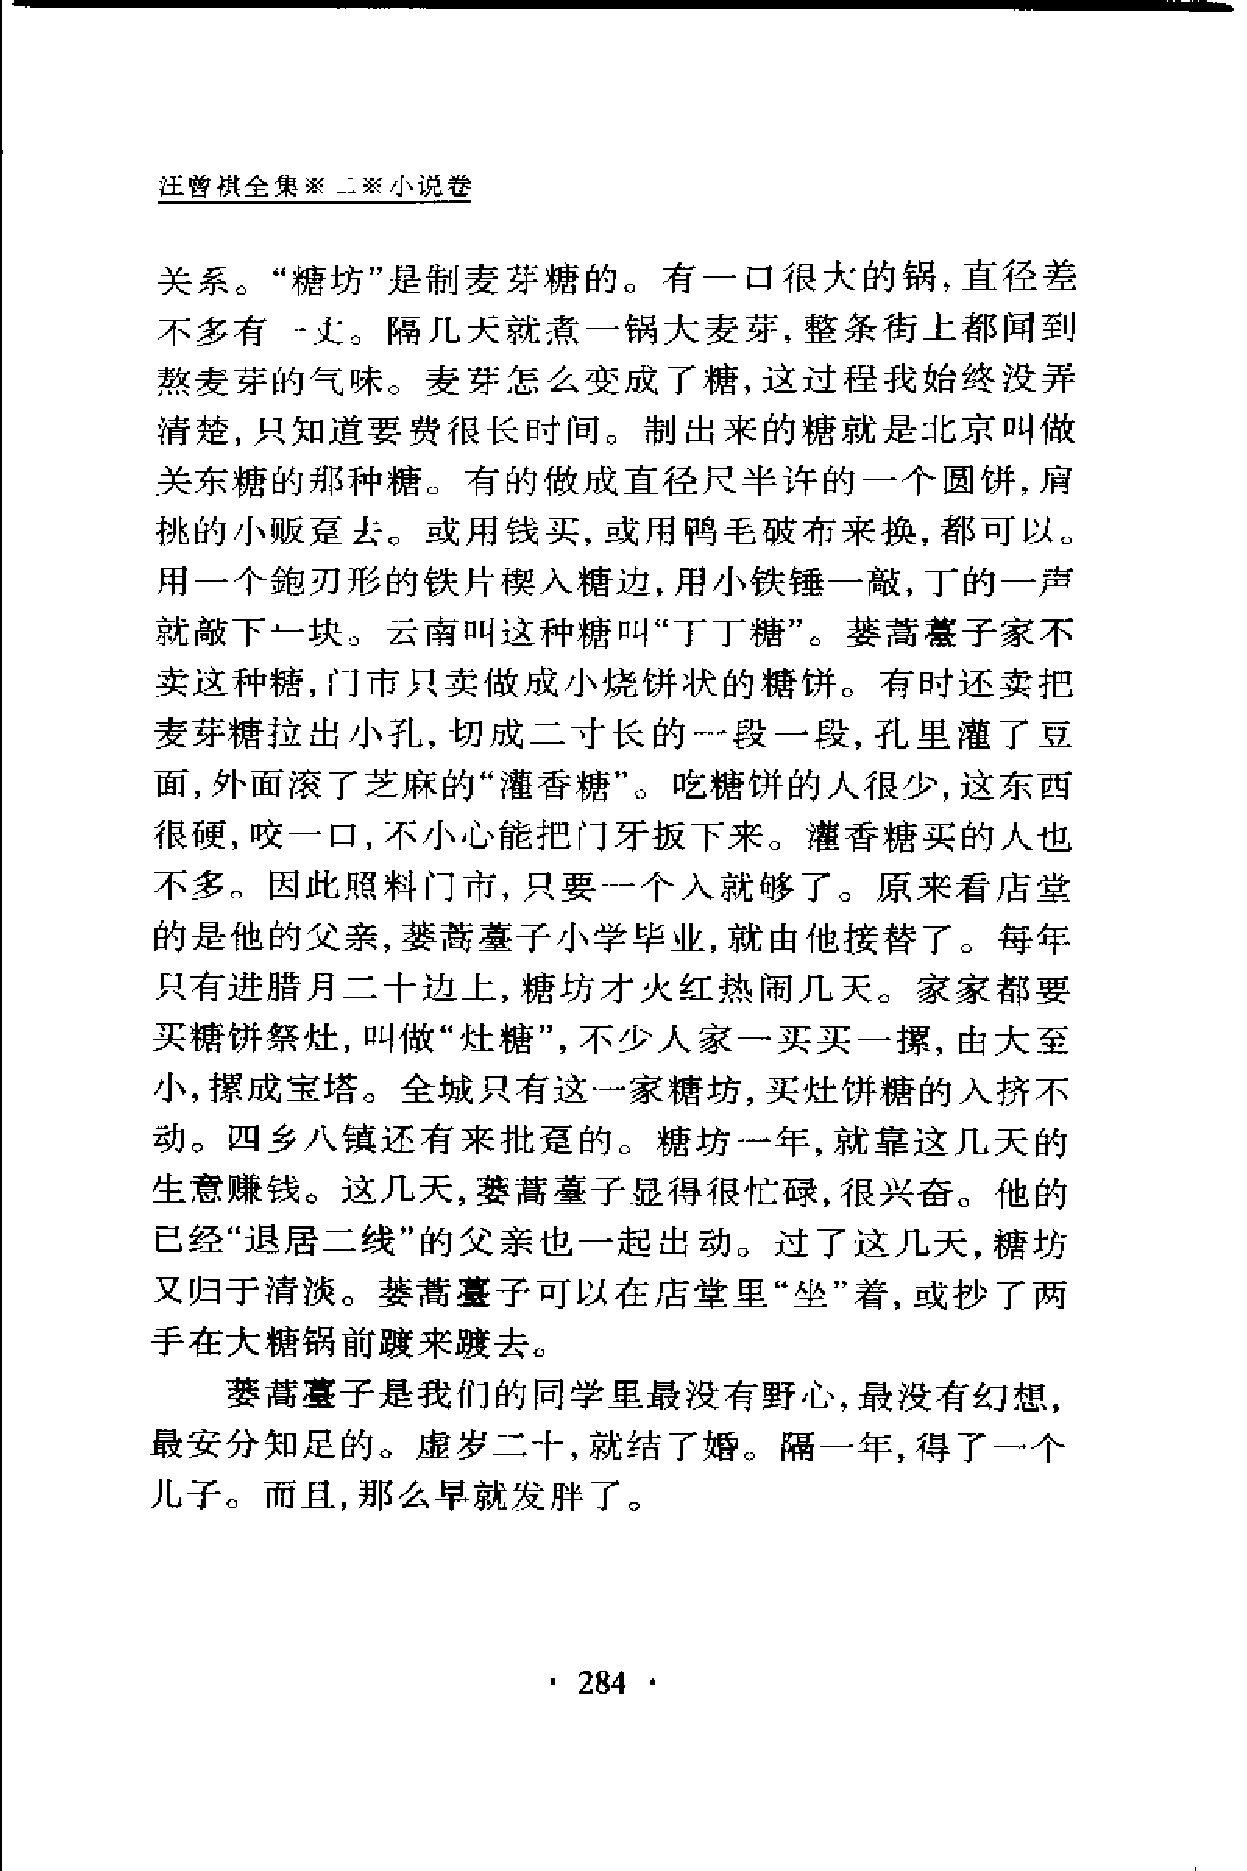 汪曾祺全集※二※小说卷
关系。“糖坊”是制麦芽糖的。有一口很大的锅,直径差
不多有一丈。隔几天就煮一锅大麦芽,整条街上都闻到
熬麦芽的气味。麦芽怎么变成了糖,这过程我始终没弄
清楚,只知道要费很长时间。制出来的糖就是北京叫做
关东糖的那种糖。有的做成直径尺半许的一个圆饼,肩
挑的小贩趸去。或用钱买,或用鸭毛破布来换,都可以。
用一个鉋刃形的铁片楔入糖边,用小铁锤一敲,丁的一声
就敲下一块。云南叫这种糖叫“丁丁糖”。蒌蒿薹子家不
卖这种糖,门市只卖做成小烧饼状的糖饼。有时还卖把
麦芽糖拉出小孔,切成二寸长的一段一段,孔里灌了豆
面,外面滚了芝麻的“灌香糖”。吃糖饼的人很少,这东西
很硬,咬一口,不小心能把门牙扳下来。灌香糖买的人也
不多。因此照料门市,只要一个人就够了。原来看店堂
的是他的父亲,蒌蒿薹子小学毕业,就由他接替了。每年
只有进腊月二十边上,糖坊才火红热闹几天。家家都要
买糖饼祭灶,叫做“灶糖”,不少人家一买买一摞,由大至
小,摞成宝塔。全城只有这一家糖坊,买灶饼糖的人挤不
动。四乡八镇还有来批趸的。糖坊一年,就靠这几天的
生意赚钱。这几天,蒌蒿薹子显得很忙碌,很兴奋。他的
已经“退居二线”的父亲也一起出动。过了这几天,糖坊
又归于清淡。蒌蒿薹子可以在店堂里“坐”着,或抄了两
手在大糖锅前踱来踱去。
蒌蒿薹子是我们的同学里最没有野心,最没有幻想,
最安分知足的。虚岁二十,就结了婚。隔一年,得了一个
儿子。而且,那么早就发胖了。
· 284 ·